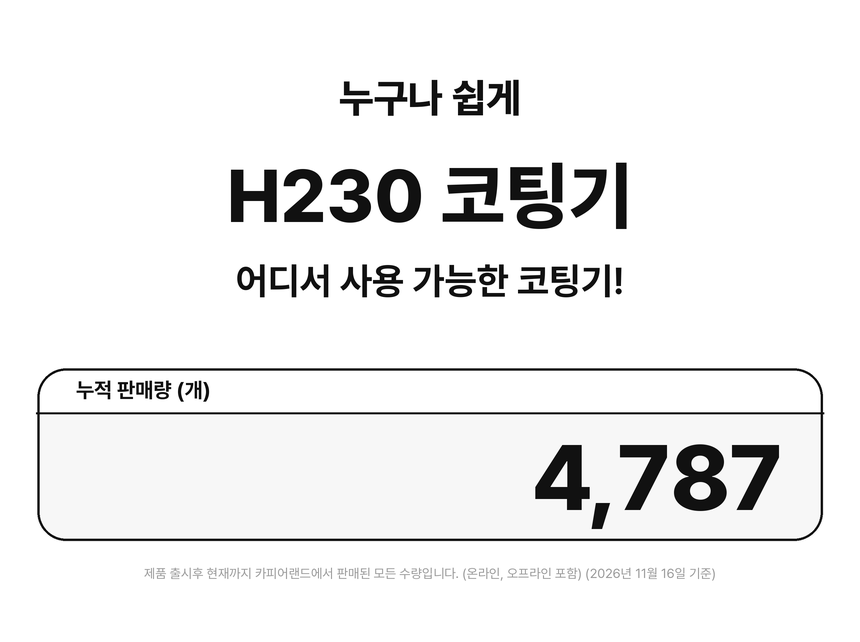 누구나 쉽게
H230 코팅기
어디서 사용 가능한 코팅기!
누적 판매량 (개)
4,787
제품 출시후 현재까지 카피어랜드에서 판매된 모든 수량입니다. (온라인, 오프라인 포함) (2026년 11월 16일 기준)